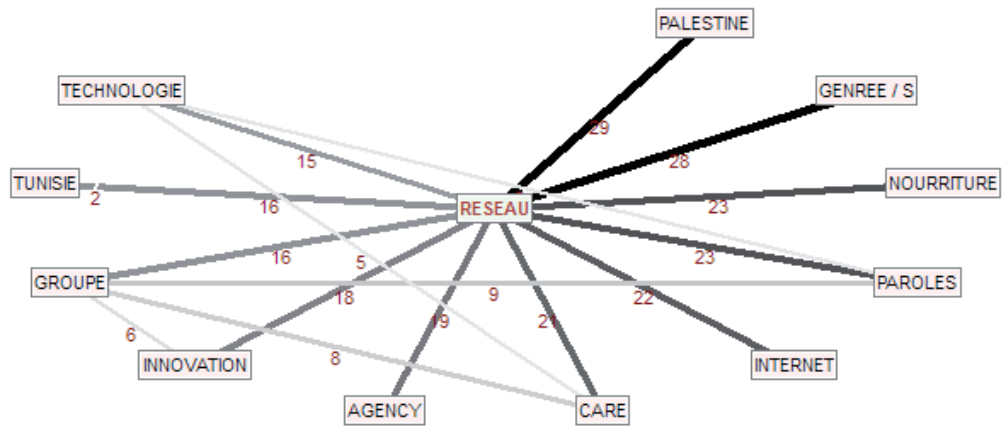 PALESTINE
TECHNOLOGIE
GENREE / S
29
15
28
TUNISIE
2
16
RESEAU
23
NOURRITURE
16
5
23
GROUPE
18
9
22
PAROLES
6
19
21
8
INNOVATION
INTERNET
AGENCY
CARE